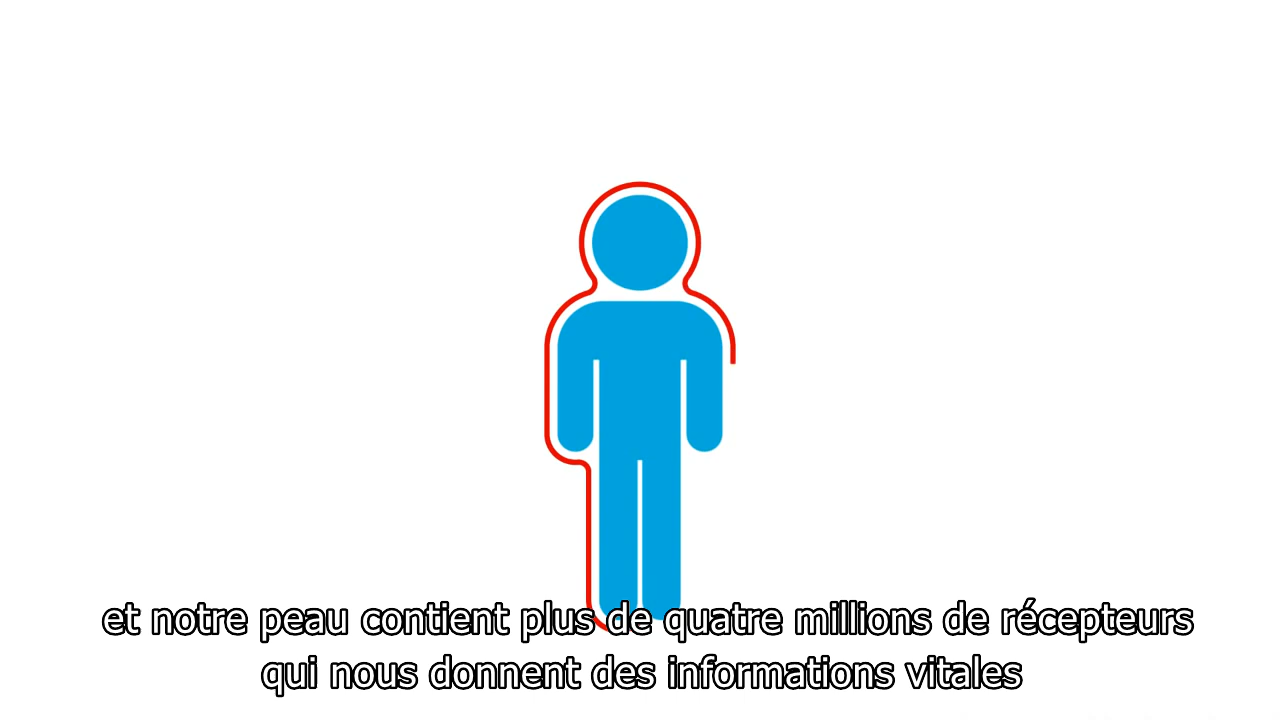 et notre peau contient plus de quatre millions de récepteurs
qui nous donnent des informations vitales